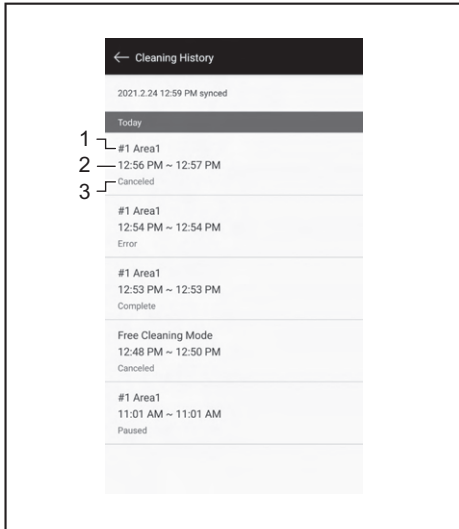 ← Cleaning History
2021.2.24 12:59 PM synced
Today
1
#1 Area1
2
12:56 PM ~ 12:57 PM
3
Canceled
#1 Area1
12:54 PM ~ 12:54 PM
Error
#1 Area1
12:53 PM ~ 12:53 PM
Complete
Free Cleaning Mode
12:48 PM ~ 12:50 PM
Canceled
#1 Area1
11:01 AM ~ 11:01 AM
Paused